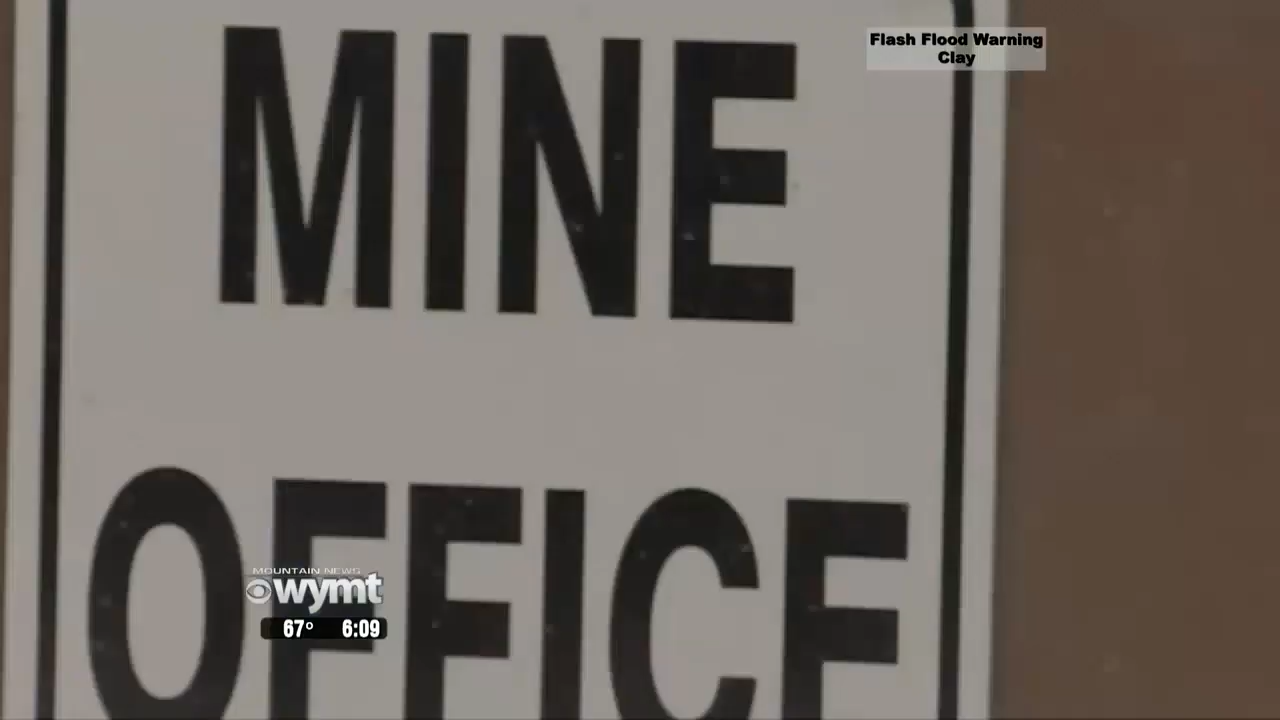 MINE
Flash Flood Warning
Clay
OFFICE
MOUNTAIN NEWS
wymt
67° 6:09